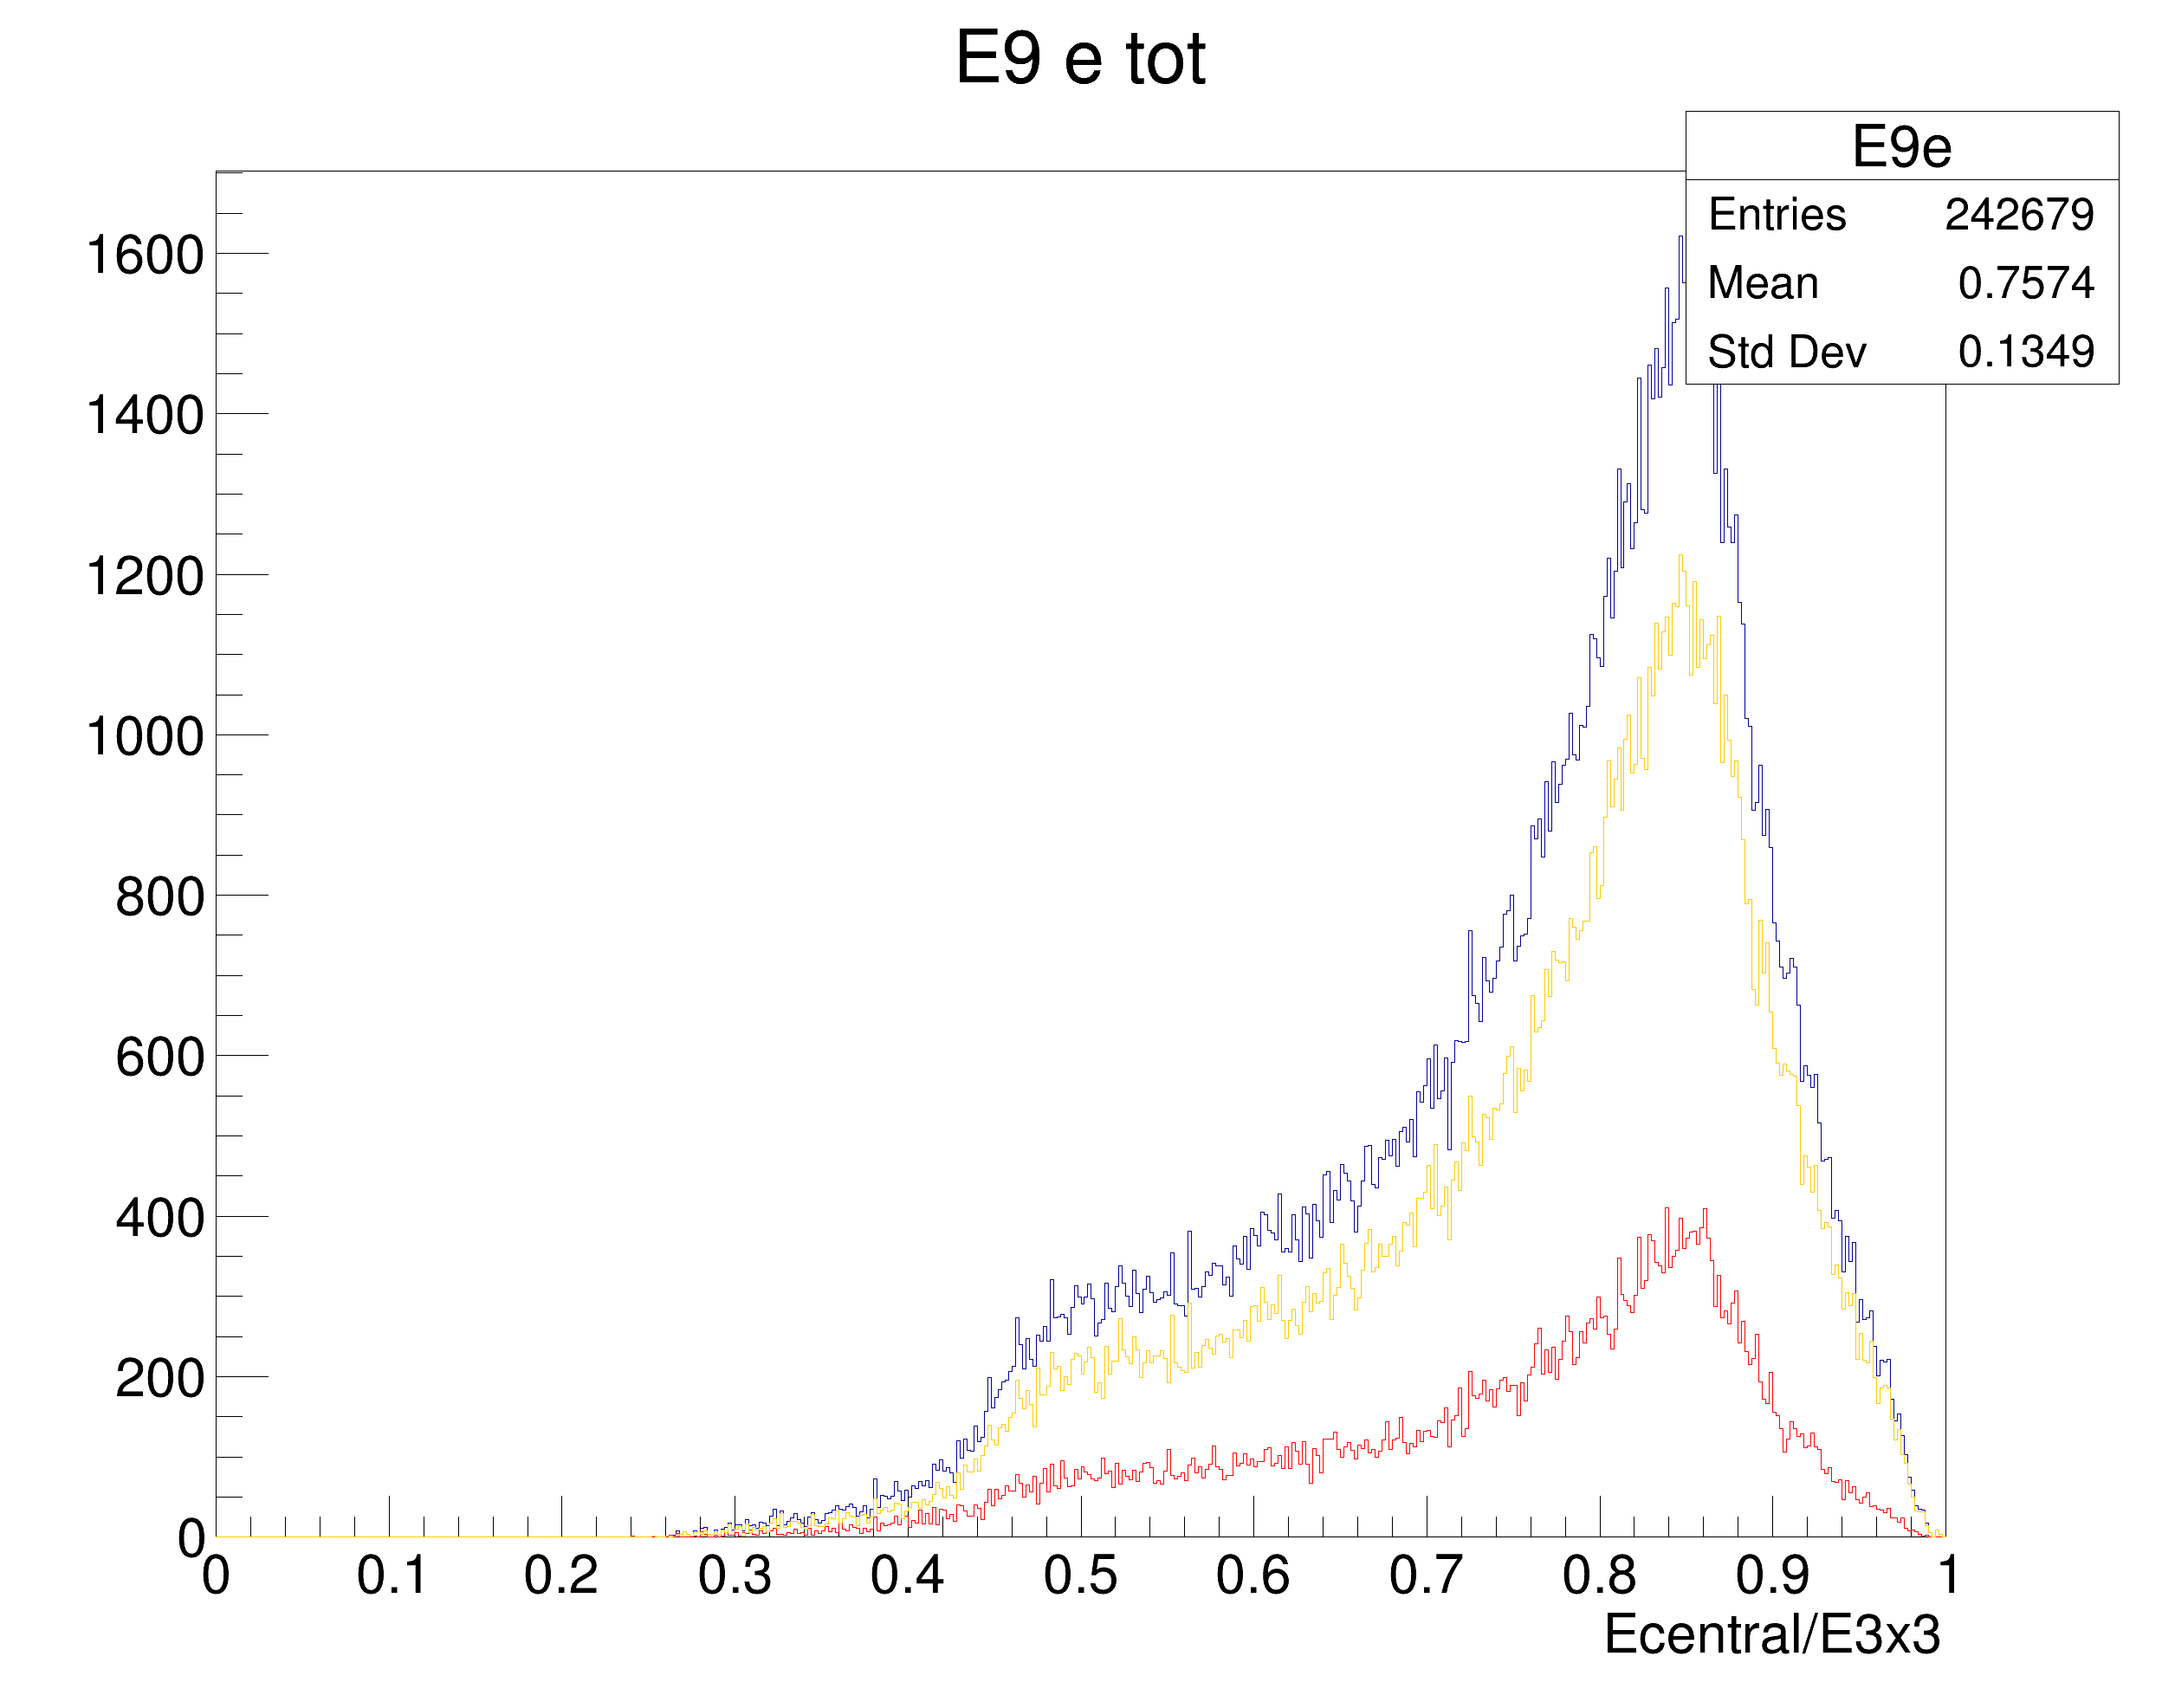 E9 e tot
E9e
Entries 242679
Mean 0.7574
Std Dev 0.1349
1600
1400
1200
1000
800
600
400
200
0
0 0.1 0.2 0.3 0.4 0.5 0.6 0.7 0.8 0.9 1
Ecentral/E3x3